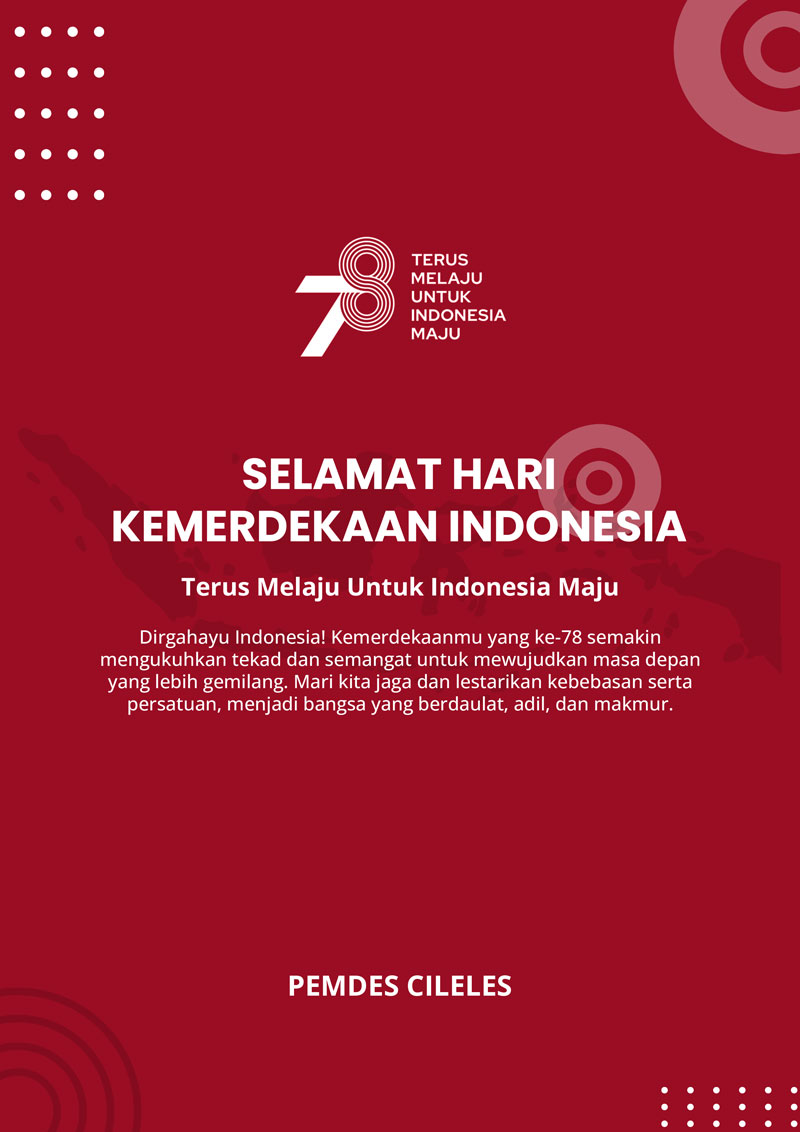 78
TERUS
MELAJU
UNTUK
INDONESIA
MAJU
SELAMAT HARI
KEMERDEKAAN INDONESIA
Terus Melaju Untuk Indonesia Maju
Dirgahayu Indonesia! Kemerdekaanmu yang ke-78 semakin
mengukuhkan tekad dan semangat untuk mewujudkan masa depan
yang lebih gemilang. Mari kita jaga dan lestarikan kebebasan serta
persatuan, menjadi bangsa yang berdaulat, adil, dan makmur.
PEMDES CILELES